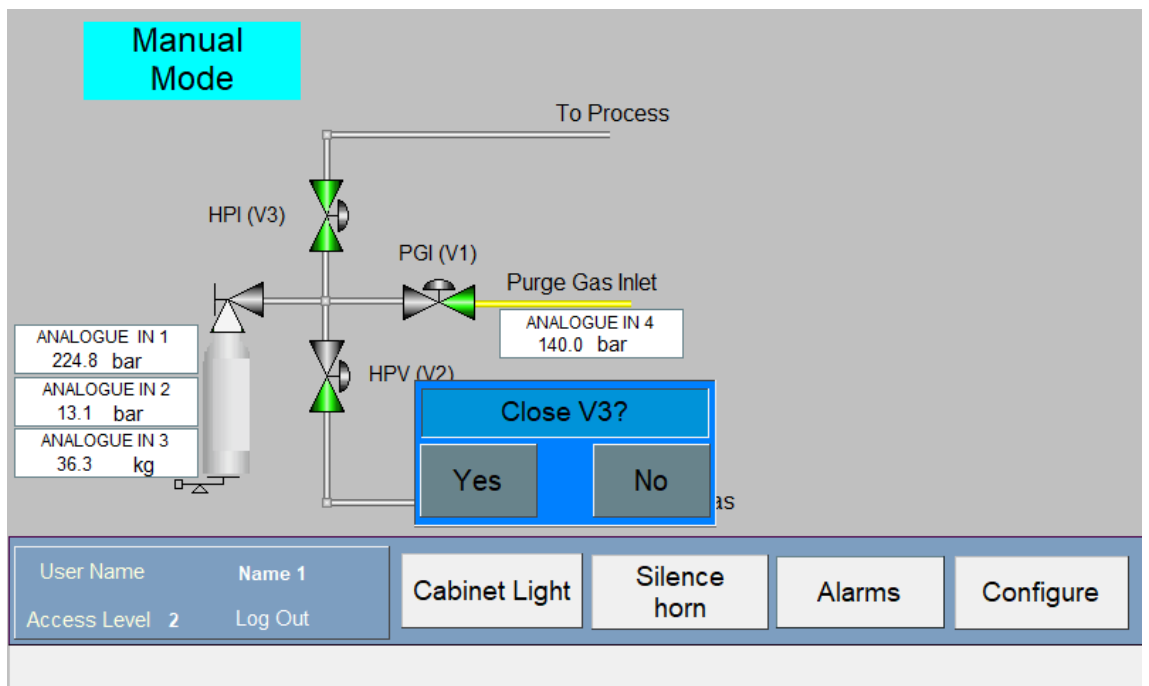 Manual
Mode
To Process
HPI (V3)
PGI (V1)
Purge Gas Inlet
ANALOGUE IN 4
140.0 bar
ANALOGUE IN 1
224.8 bar
ANALOGUE IN 2
13.1 bar
ANALOGUE IN 3
36.3 kg
HPV (V2)
Close V3?
Yes No
User Name Name 1
Access Level 2 Log Out
Cabinet Light
Silence
horn
Alarms
Configure